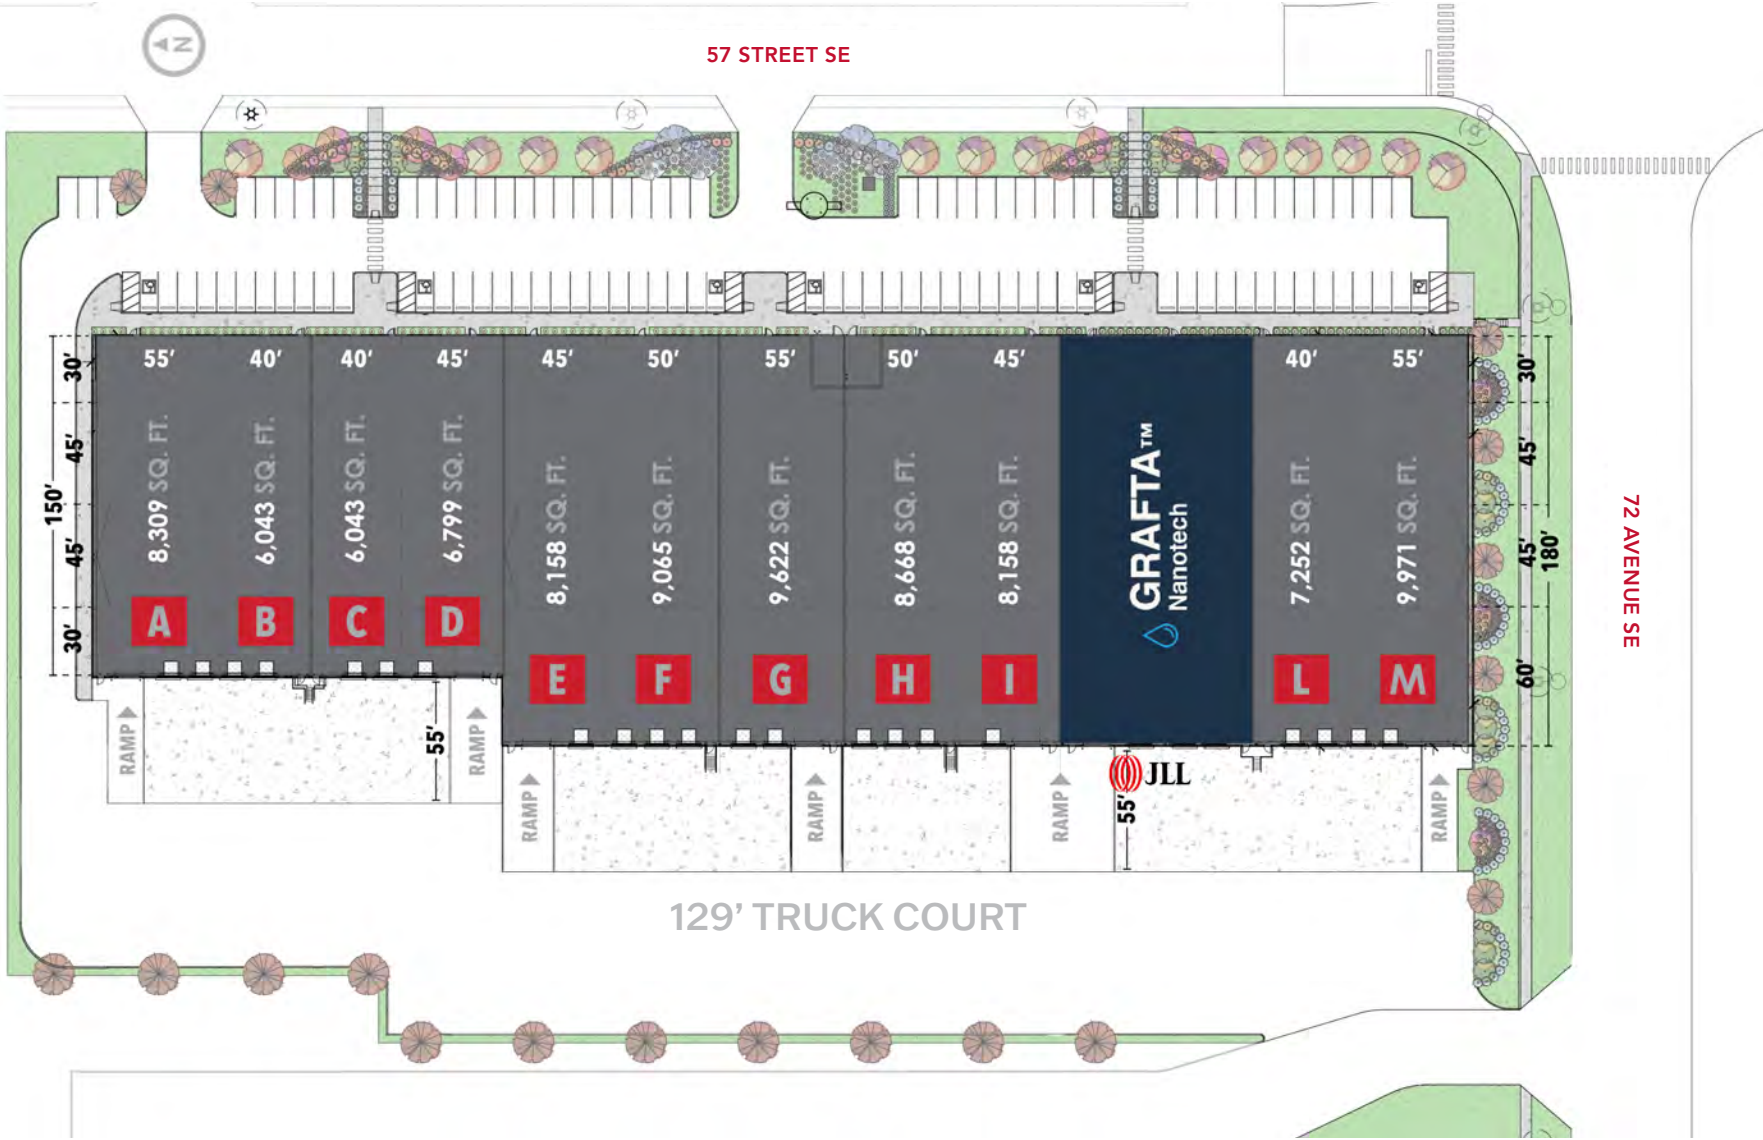 N
57 STREET SE
55′
40′
40′
45′
45′
50′
55′
50′
45′
40′
55′
30′
45′
45′
30′
150′
30′
45′
45′
60′
180′
8,309 SQ. FT.
6,043 SQ. FT.
6,043 SQ. FT.
6,799 SQ. FT.
8,158 SQ. FT.
9,065 SQ. FT.
9,622 SQ. FT.
8,668 SQ. FT.
8,158 SQ. FT.
GRAFTA™
Nanotech
7,252 SQ. FT.
9,971 SQ. FT.
72 AVENUE SE
A
B
C
D
E
F
G
H
I
L
M
RAMP
55′
RAMP
RAMP
RAMP
RAMP
JLL
55′
RAMP
129’ TRUCK COURT